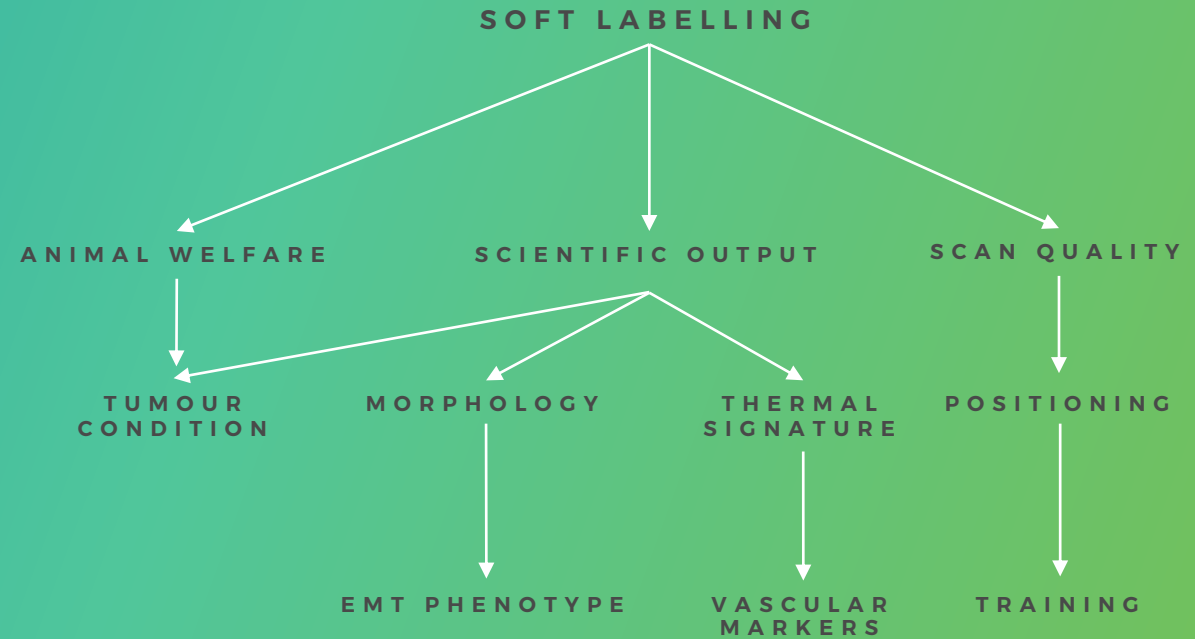 SOFT LABELLING
ANIMAL WELFARE
SCIENTIFIC OUTPUT
SCAN QUALITY
TUMOUR
CONDITION
MORPHOLOGY
THERMAL
SIGNATURE
POSITIONING
EMT PHENOTYPE
VASCULAR
MARKERS
TRAINING